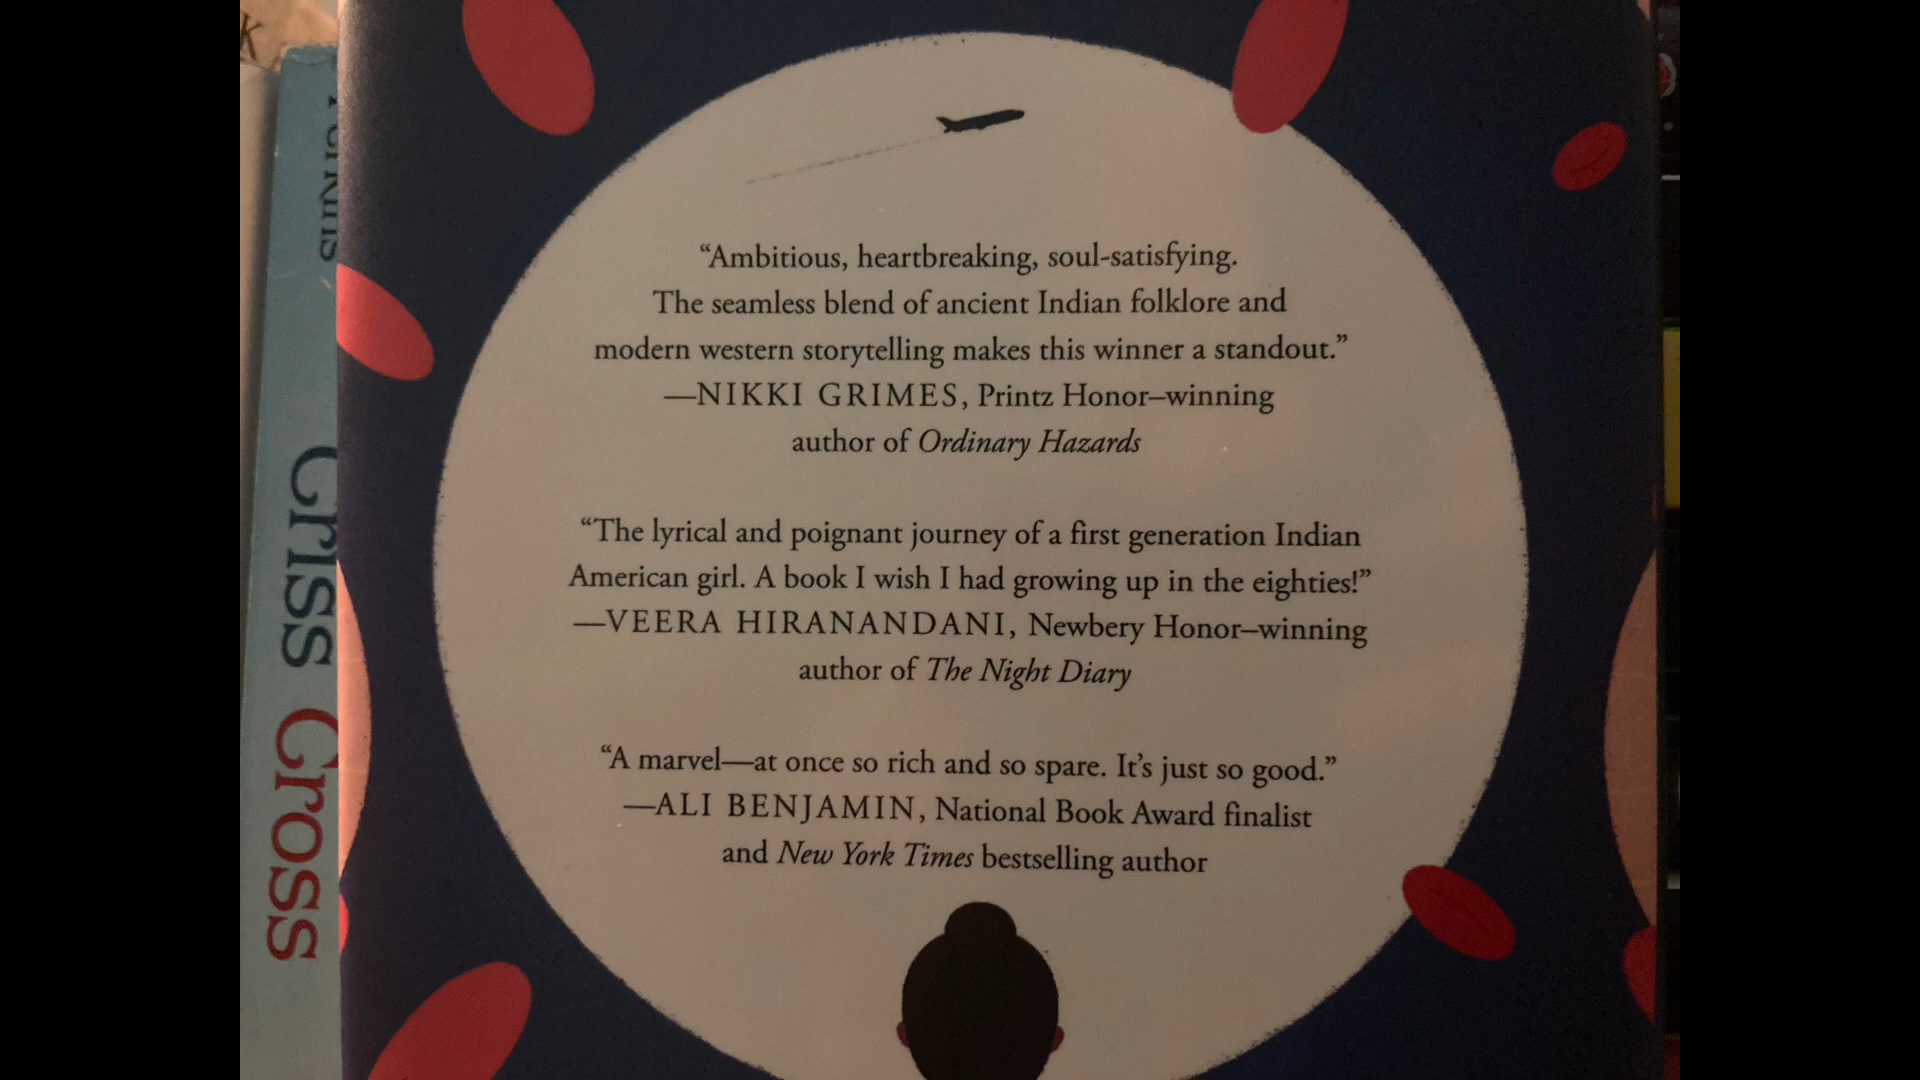 K
Perkins
Criss Cross
“Ambitious, heartbreaking, soul-satisfying.
The seamless blend of ancient Indian folklore and
modern western storytelling makes this winner a standout.”
—NIKKI GRIMES, Printz Honor–winning
author of Ordinary Hazards
“The lyrical and poignant journey of a first generation Indian
American girl. A book I wish I had growing up in the eighties!”
—VEERA HIRANANDANI, Newbery Honor–winning
author of The Night Diary
“A marvel—at once so rich and so spare. It’s just so good.”
—ALI BENJAMIN, National Book Award finalist
and New York Times bestselling author